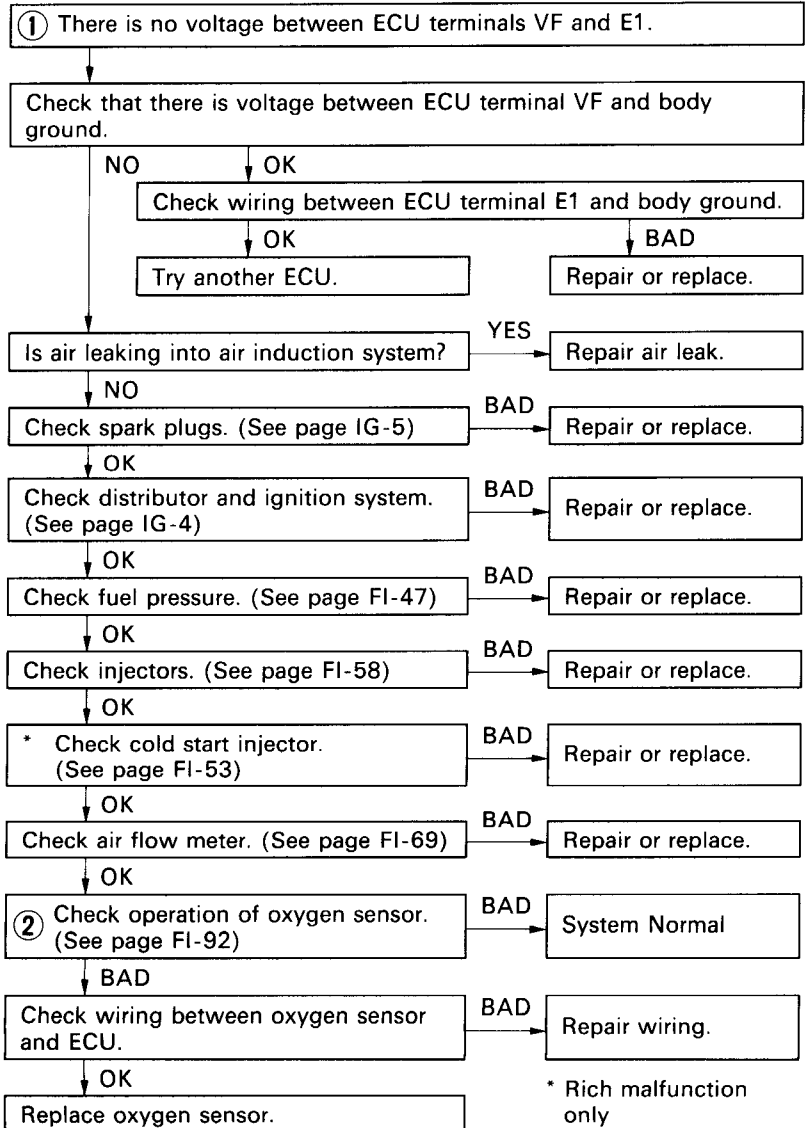 ① There is no voltage between ECU terminals VF and E1.
Check that there is voltage between ECU terminal VF and body
ground.
NO
OK
Check wiring between ECU terminal E1 and body ground.
OK
BAD
Try another ECU.
Repair or replace.
Is air leaking into air induction system?
YES
Repair air leak.
NO
Check spark plugs. (See page IG-5)
BAD
Repair or replace.
OK
Check distributor and ignition system.
(See page IG-4)
BAD
Repair or replace.
OK
Check fuel pressure. (See page FI-47)
BAD
Repair or replace.
OK
Check injectors. (See page FI-58)
BAD
Repair or replace.
OK
* Check cold start injector.
(See page FI-53)
BAD
Repair or replace.
OK
Check air flow meter. (See page FI-69)
BAD
Repair or replace.
OK
② Check operation of oxygen sensor.
(See page FI-92)
BAD
System Normal
BAD
Check wiring between oxygen sensor
and ECU.
BAD
Repair wiring.
OK
Replace oxygen sensor.
* Rich malfunction
only